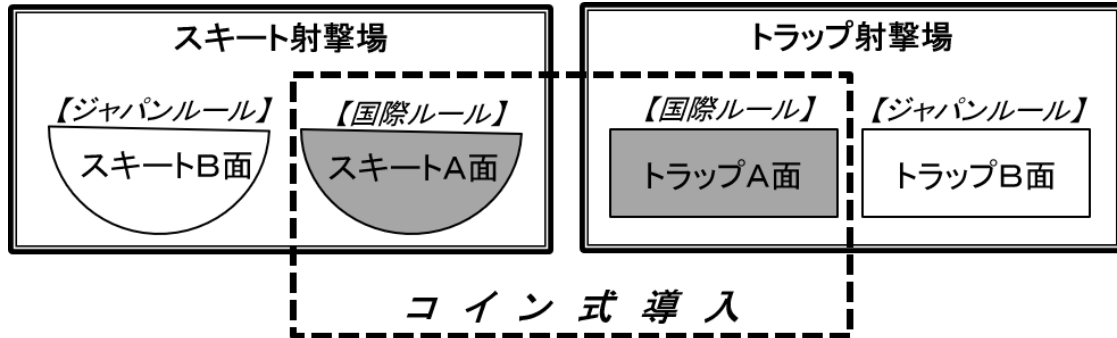 スキート射撃場
【ジャパンルール】
スキートB面
【国際ルール】
スキートA面
トラップ射撃場
【国際ルール】
トラップA面
【ジャパンルール】
トラップB面
コイン式導入